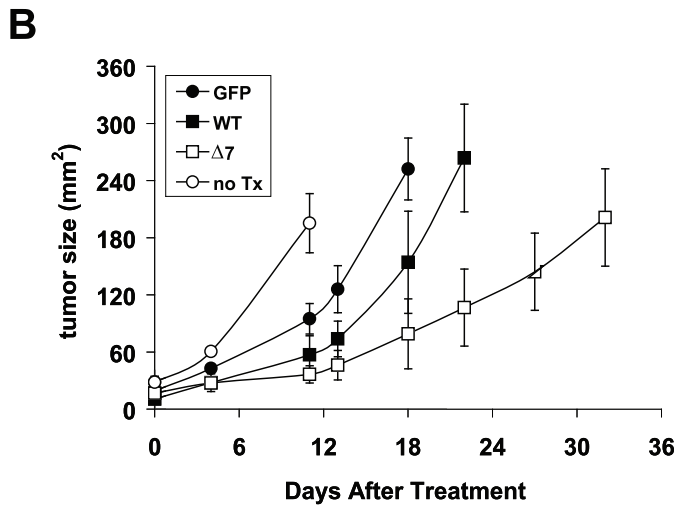 B
360
300
240
180
120
60
0
tumor size (mm²)
GFP
WT
Δ7
no Tx
0 6 12 18 24 30 36
Days After Treatment